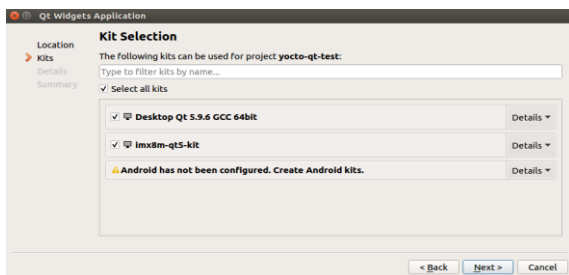 Qt Widgets Application
Location
Kits
Details
Summary
Kit Selection
The following kits can be used for project yocto-qt-test:
Type to filter kits by name...
Select all kits
Desktop Qt 5.9.6 GCC 64bit
Details
imx8m-qt5-kit
Details
Android has not been configured. Create Android kits.
Details
< Back
Next >
Cancel